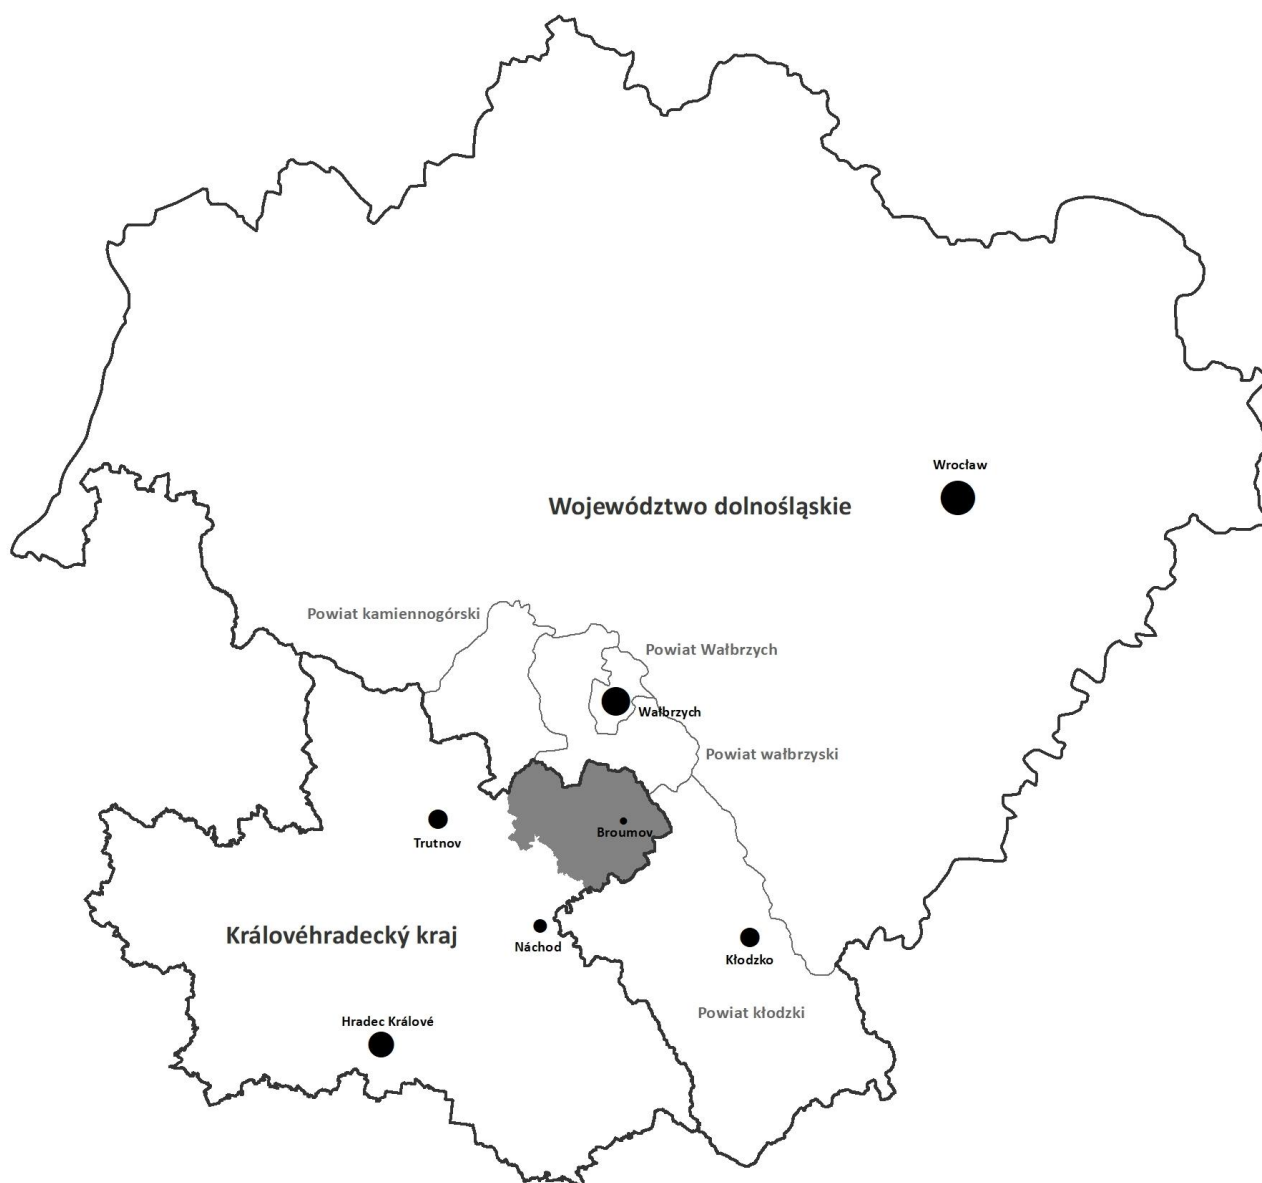 Wrocław
Województwo dolnośląskie
Powiat kamiennogórski
Powiat Wałbrzych
Wałbrzych
Powiat wałbrzyski
Broumov
Trutnov
Královéhradecký kraj
Náchod
Kłodzko
Powiat kłodzki
Hradec Králové